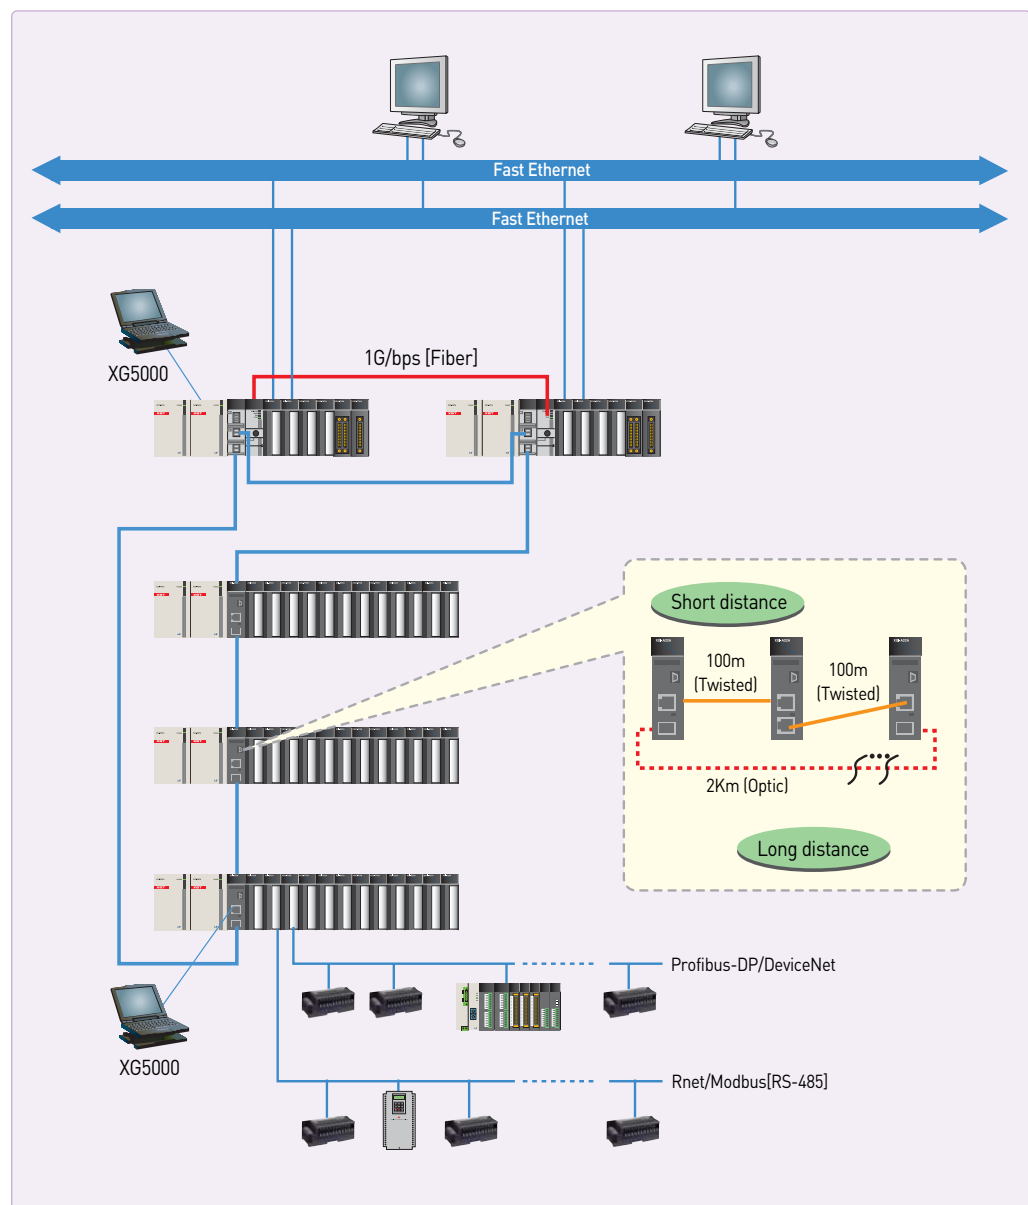 Fast Ethernet
Fast Ethernet
XG5000
1G/bps [Fiber]
Short distance
100m
(Twisted)
100m
(Twisted)
2Km (Optic)
Long distance
Profibus-DP/DeviceNet
XG5000
Rnet/Modbus[RS-485]